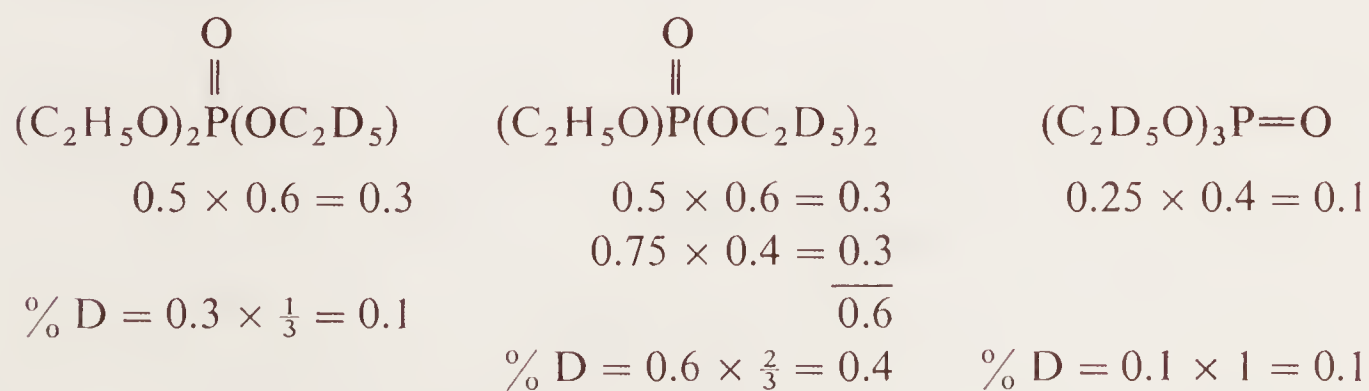 O O
|| ||
(C₂H₅O)₂P(OC₂D₅) (C₂H₅O)P(OC₂D₅)₂ (C₂D₅O)₃P=O
0.5 × 0.6 = 0.3 0.5 × 0.6 = 0.3 0.25 × 0.4 = 0.1
0.75 × 0.4 = 0.3
% D = 0.3 × ⅓ = 0.1 0.6
% D = 0.6 × ⅔ = 0.4 % D = 0.1 × 1 = 0.1